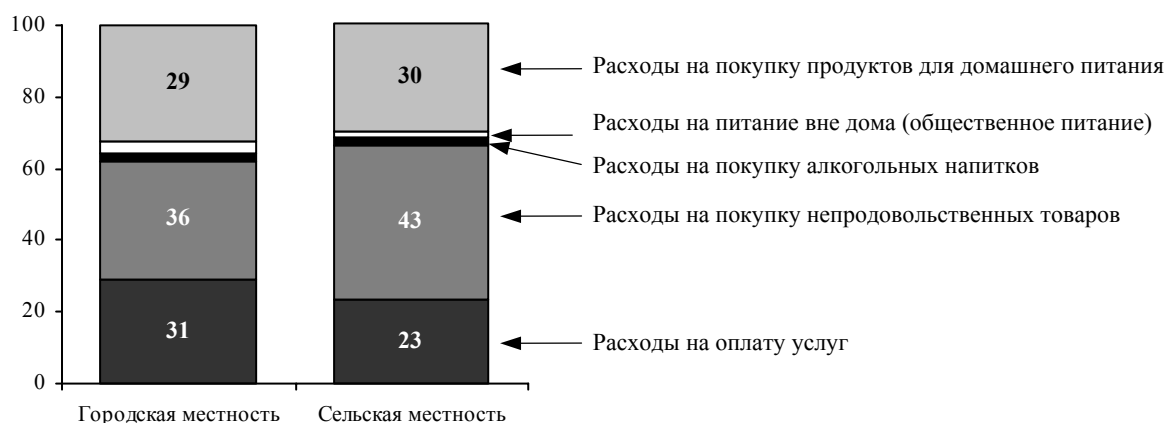 100
80
60
40
20
0
29
36
31
30
43
23
Расходы на покупку продуктов для домашнего питания
Расходы на питание вне дома (общественное питание)
Расходы на покупку алкогольных напитков
Расходы на покупку непродовольственных товаров
Расходы на оплату услуг
Городская местность
Сельская местность